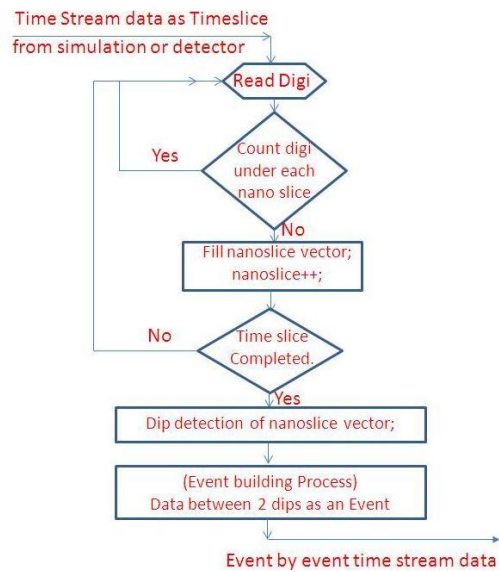 Time Stream data as Timeslice
from simulation or detector
Read Digi
Yes
Count digi
under each
nano slice
No
Fill nanoslice vector;
nanoslice++;
No
Time slice
Completed.
Yes
Dip detection of nanoslice vector;
(Event building Process)
Data between 2 dips as an Event
Event by event time stream data